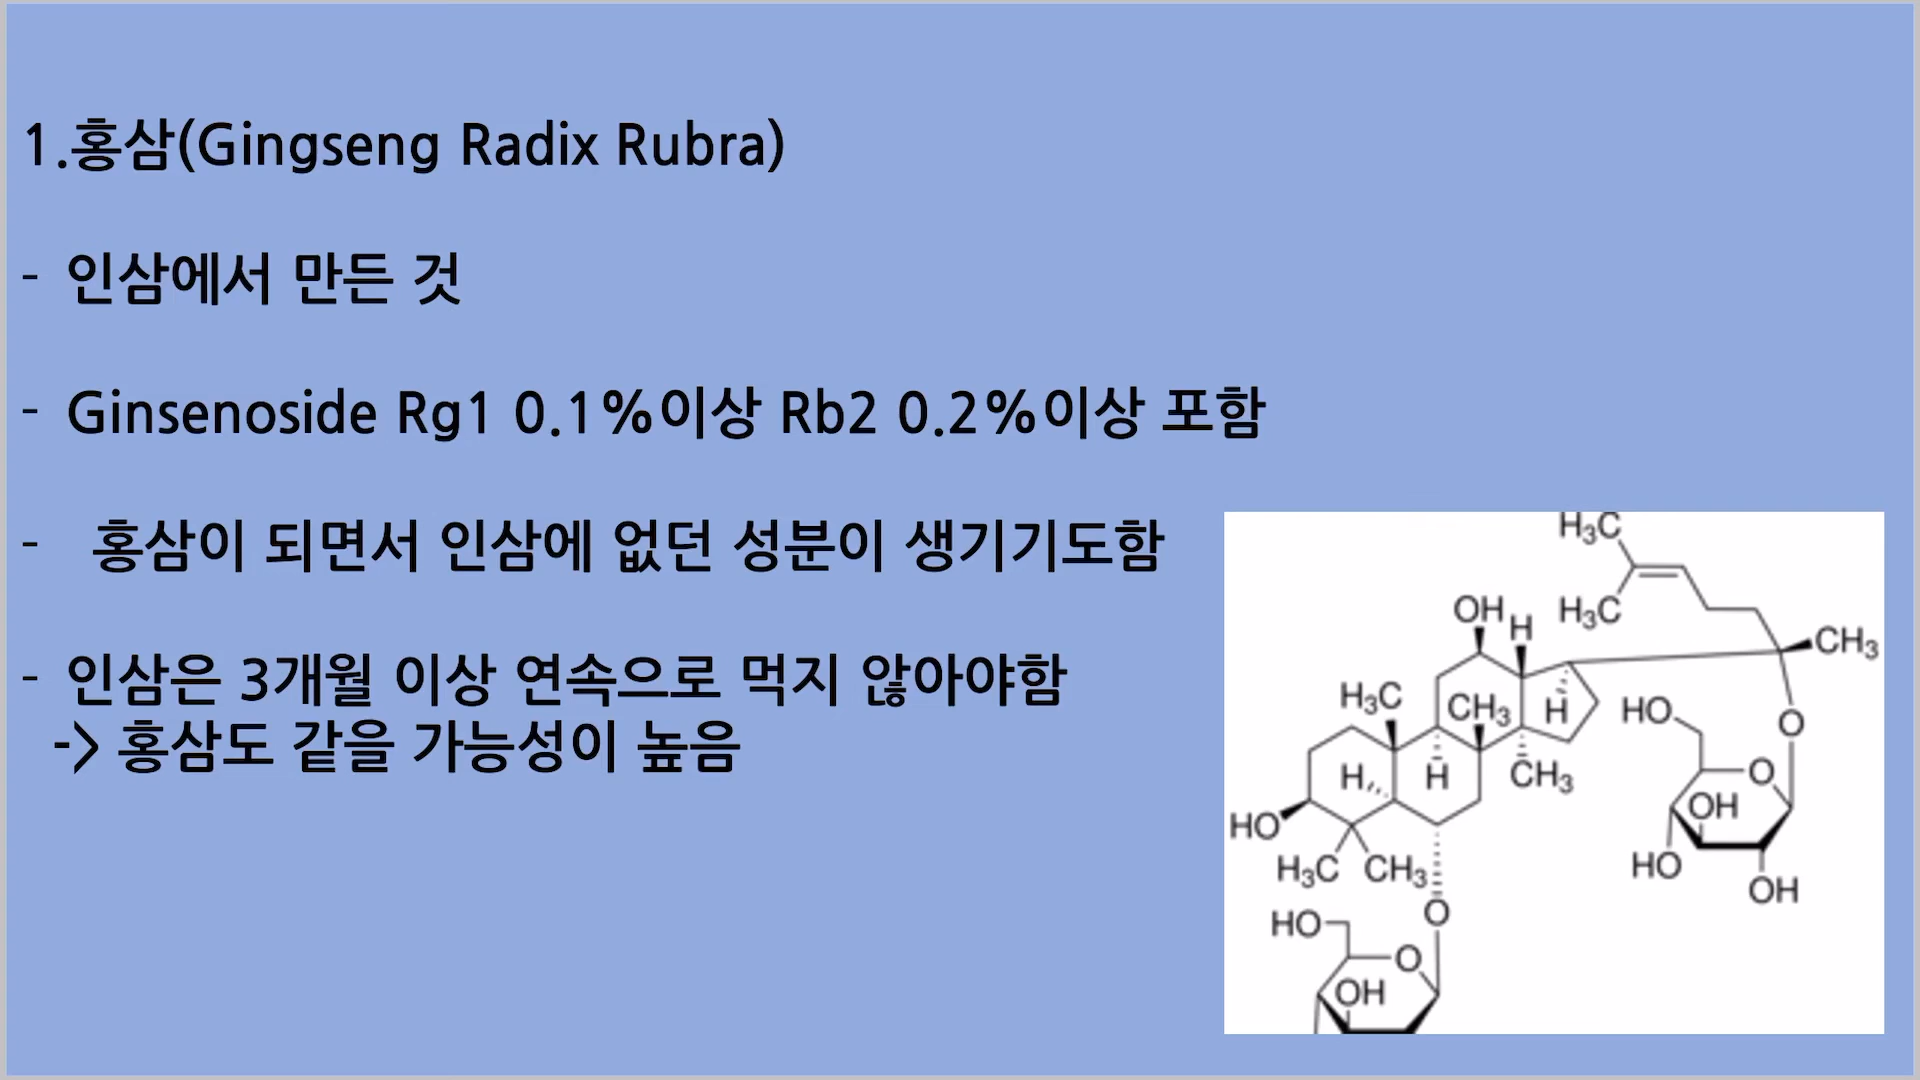 1.홍삼(Gingseng Radix Rubra)
- 인삼에서 만든 것
- Ginsenoside Rg1 0.1%이상 Rb2 0.2%이상 포함
- 홍삼이 되면서 인삼에 없던 성분이 생기기도함
- 인삼은 3개월 이상 연속으로 먹지 않아야함
-> 홍삼도 같을 가능성이 높음
H₃C
OH
H
H₃C
CH₃
H₃C
CH₃
H
HO
O
H
H
CH₃
O
OH
HO
H₃C
CH₃
HO
OH
O
HO
O
OH